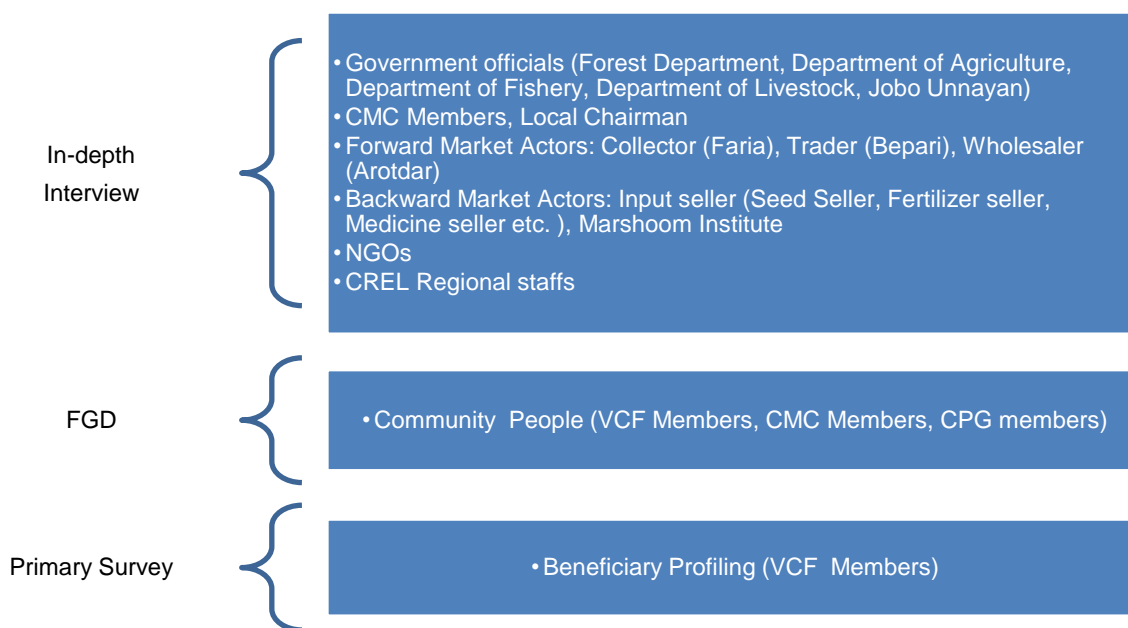 In-depth
Interview
• Government officials (Forest Department, Department of Agriculture,
Department of Fishery, Department of Livestock, Jobo Unnayan)
• CMC Members, Local Chairman
• Forward Market Actors: Collector (Faria), Trader (Bepari), Wholesaler
(Arotdar)
• Backward Market Actors: Input seller (Seed Seller, Fertilizer seller,
Medicine seller etc. ), Marshoom Institute
• NGOs
• CREL Regional staffs
FGD
• Community People (VCF Members, CMC Members, CPG members)
Primary Survey
• Beneficiary Profiling (VCF Members)